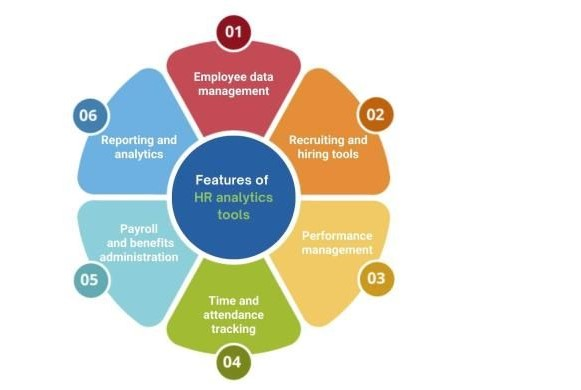 01
Employee data
management
02
Recruiting and
hiring tools
03
Performance
management
04
Time and
attendance
tracking
05
Payroll
and benefits
administration
06
Reporting and
analytics
Features of
HR analytics
tools